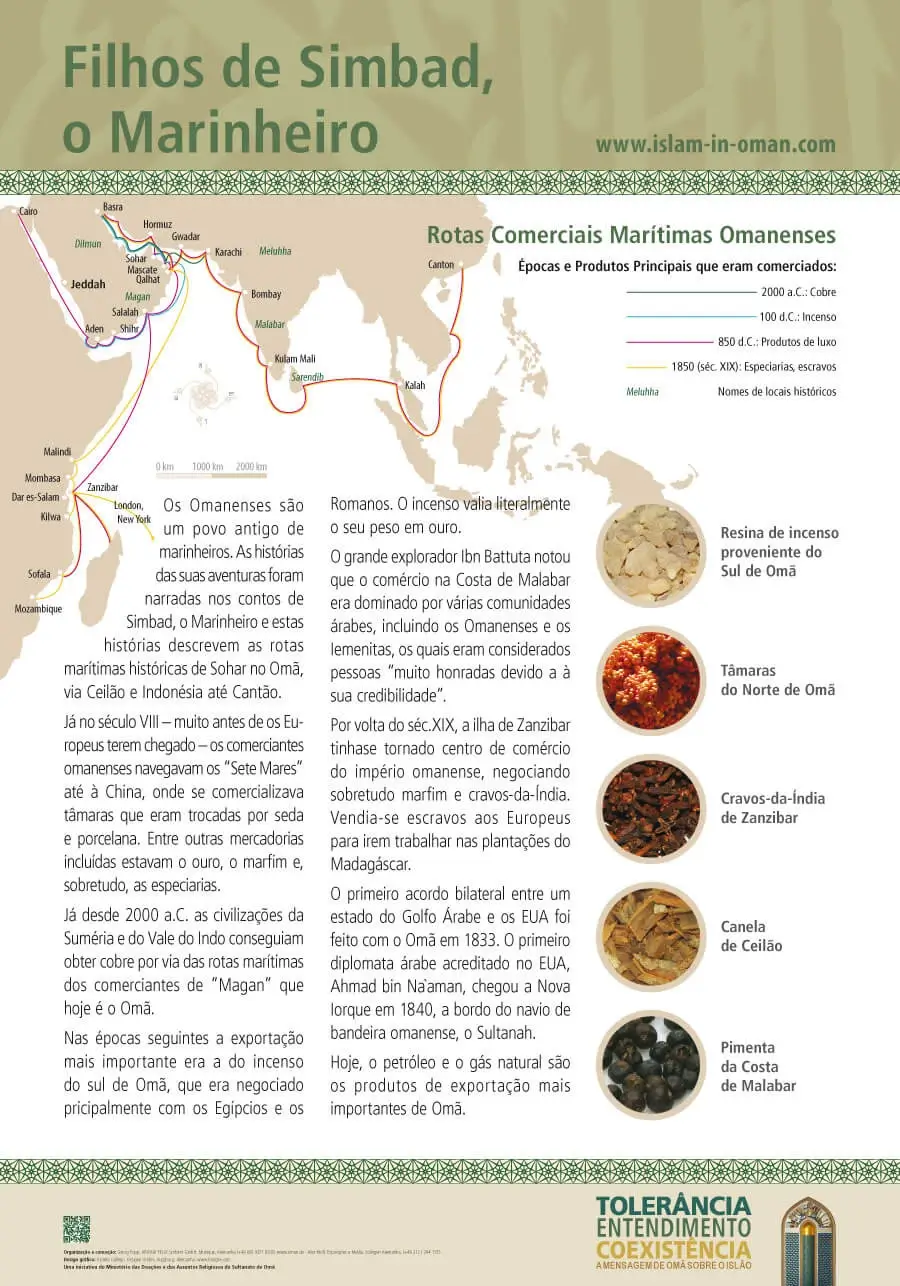 Filhos de Simbad,
o Marinheiro
www.islam-in-oman.com
Rotas Comerciais Marítimas Omanenses
Épocas e Produtos Principais que eram comerciados:
2000 a.C.: Cobre
100 d.C.: Incenso
850 d.C.: Produtos de luxo
1850 (séc. XIX): Especiarias, escravos
Meluhha Nomes de locais históricos
Cairo
Basra
Hormuz
Dilmun
Gwadar
Sohar
Karachi
Meluhha
Mascate
Qalhat
Jeddah
Magan
Bombay
Canton
Salalah
Aden
Shihr
Malabar
Kulam Mali
Sarendib
Kalah
Malindi
Mombasa
Dar es-Salam
Zanzibar
Kilwa
London,
New York
Sofala
Mozambique
0 km 1000 km 2000 km
Os Omanenses são
um povo antigo de
marinheiros. As histórias
das suas aventuras foram
narradas nos contos de
Simbad, o Marinheiro e estas
histórias descrevem as rotas
marítimas históricas de Sohar no Omã,
via Ceilão e Indonésia até Cantão.
Já no século VIII – muito antes de os Eu-
ropeus terem chegado – os comerciantes
omanenses navegavam os “Sete Mares”
até à China, onde se comercializava
tâmaras que eram trocadas por seda
e porcelana. Entre outras mercadorias
incluídas estavam o ouro, o marfim e,
sobretudo, as especiarias.
Já desde 2000 a.C. as civilizações da
Suméria e do Vale do Indo conseguiam
obter cobre por via das rotas marítimas
dos comerciantes de “Magan” que
hoje é o Omã.
Nas épocas seguintes a exportação
mais importante era a do incenso
do sul de Omã, que era negociado
pricipalmente com os Egípcios e os
Romanos. O incenso valia literalmente
o seu peso em ouro.
O grande explorador Ibn Battuta notou
que o comércio na Costa de Malabar
era dominado por várias comunidades
árabes, incluindo os Omanenses e os
Iemenitas, os quais eram considerados
pessoas “muito honradas devido a à
sua credibilidade”.
Por volta do séc.XIX, a ilha de Zanzibar
tinhase tornado centro de comércio
do império omanense, negociando
sobretudo marfim e cravos-da-Índia.
Vendia-se escravos aos Europeus
para irem trabalhar nas plantações do
Madagáscar.
O primeiro acordo bilateral entre um
estado do Golfo Árabe e os EUA foi
feito com o Omã em 1833. O primeiro
diplomata árabe acreditado no EUA,
Ahmad bin Na`aman, chegou a Nova
Iorque em 1840, a bordo do navio de
bandeira omanense, o Sultanah.
Hoje, o petróleo e o gás natural são
os produtos de exportação mais
importantes de Omã.
Resina de incenso
proveniente do
Sul de Omã
Tâmaras
do Norte de Omã
Cravos-da-Índia
de Zanzibar
Canela
de Ceilão
Pimenta
da Costa
de Malabar
Uma iniciativa do Ministério das Doações e dos Assuntos Religiosos do Sultanato de Omã
TOLERÂNCIA
ENTENDIMENTO
COEXISTÊNCIA
A MENSAGEM DE OMÃ SOBRE O ISLÃO